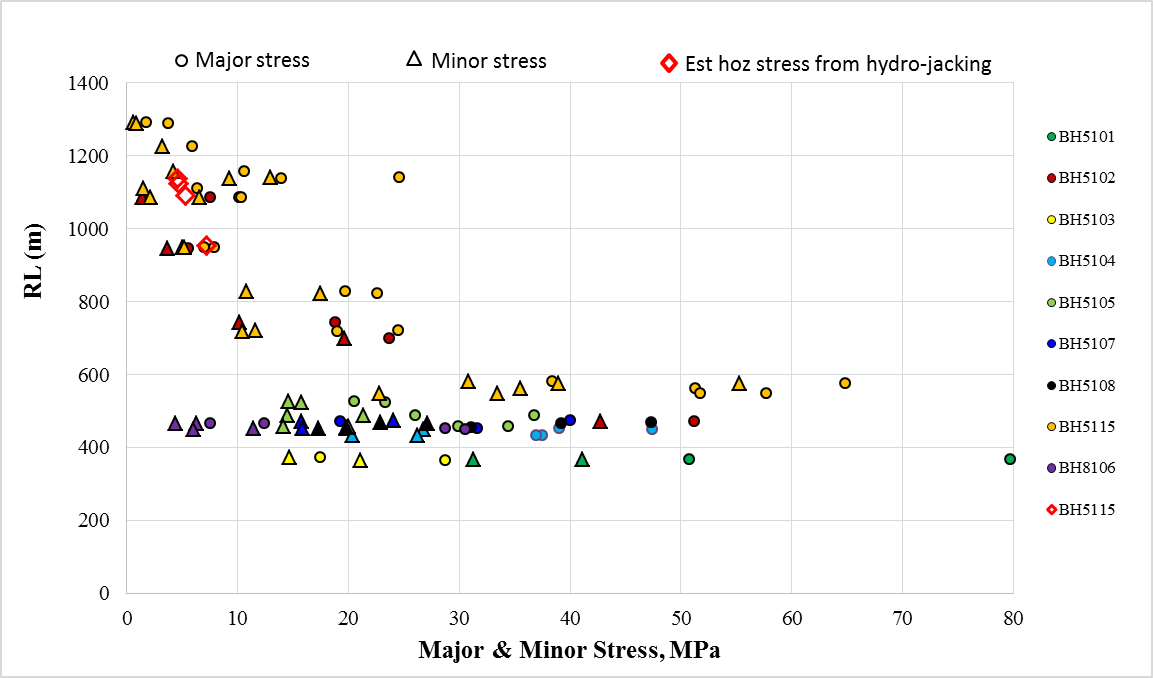 Major stress
Minor stress
Est hoz stress from hydro-jacking
1400
1200
1000
800
600
400
200
0
RL (m)
0 10 20 30 40 50 60 70 80
Major & Minor Stress, MPa
BH5101
BH5102
BH5103
BH5104
BH5105
BH5107
BH5108
BH5115
BH8106
BH5115